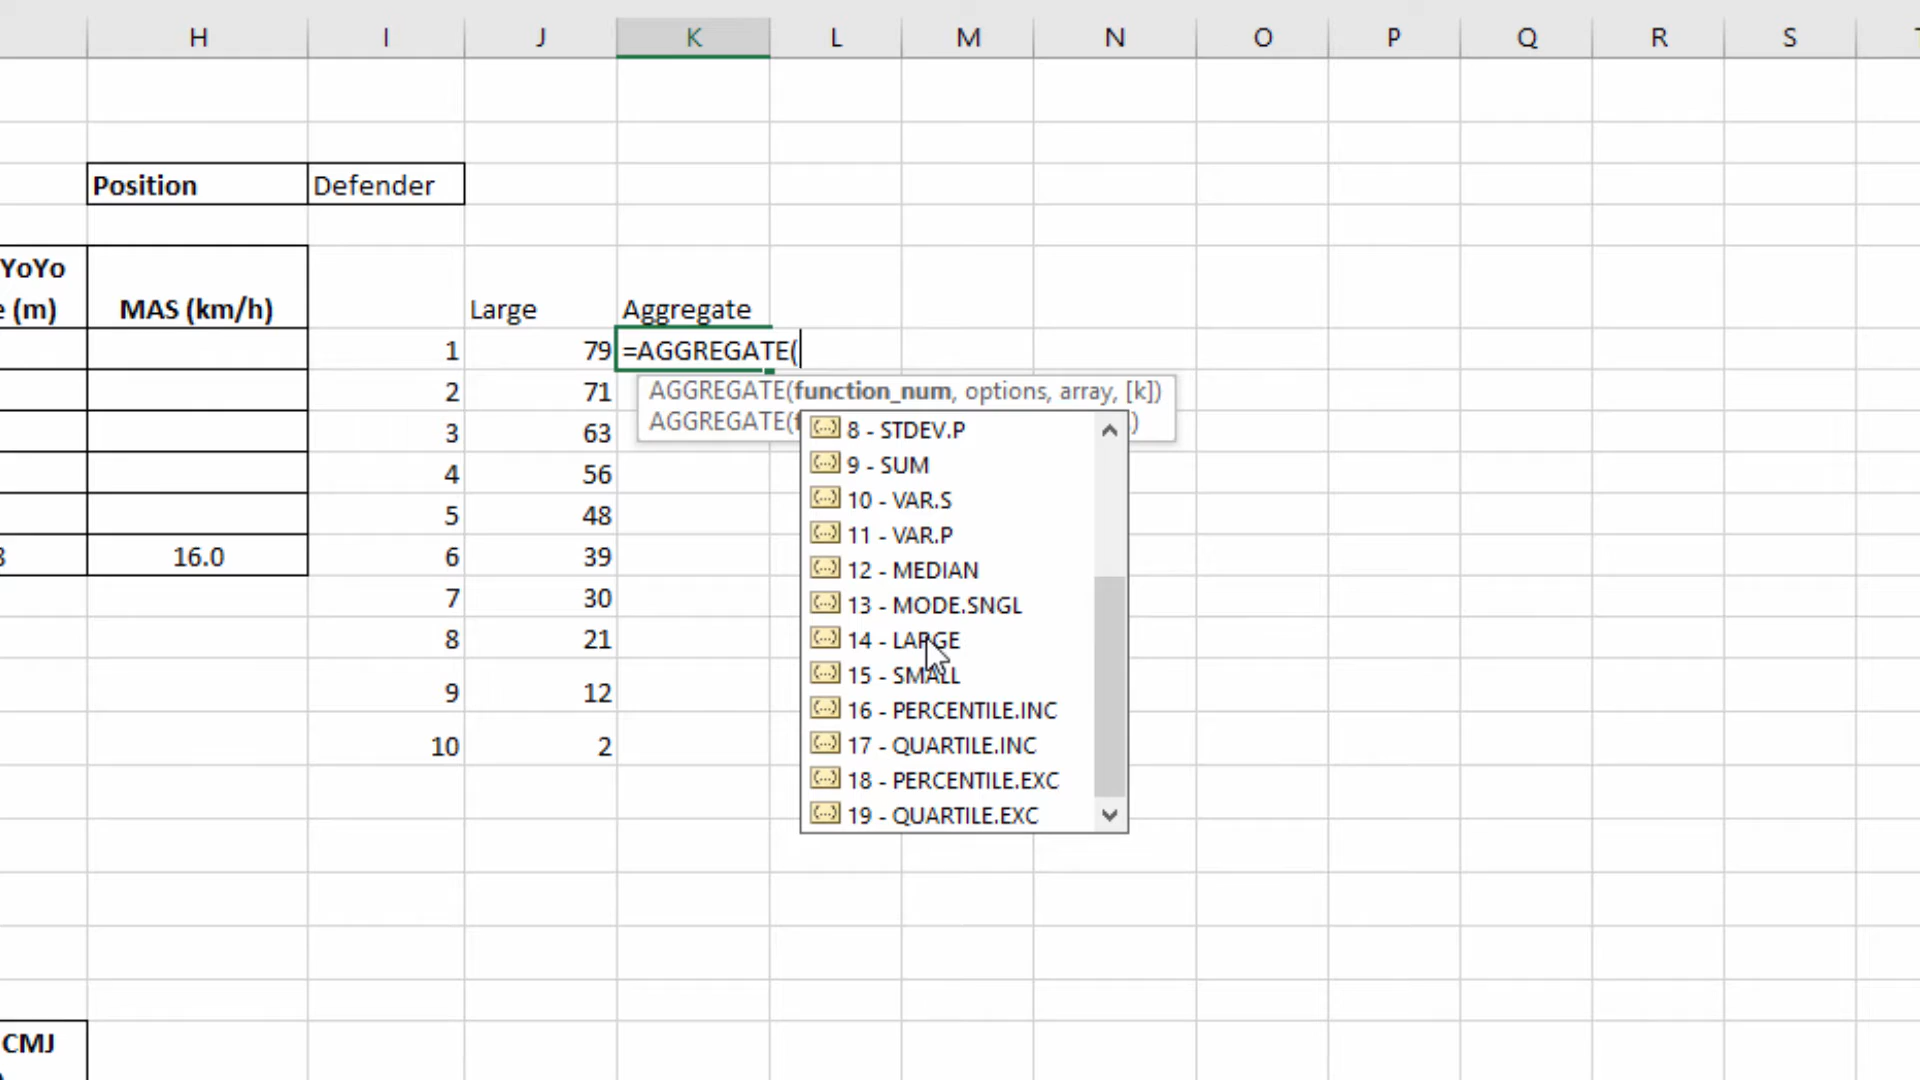 H I J K L M N O P Q R S
Position Defender
YoYo
e (m) MAS (km/h) Large Aggregate
1 79 =AGGREGATE(
2 71 AGGREGATE(function_num, options, array, [k])
AGGREGATE(f )
3 63 8 - STDEV.P
9 - SUM
4 56 10 - VAR.S
5 48 11 - VAR.P
16.0 6 39 12 - MEDIAN
7 30 13 - MODE.SNGL
8 21 14 - LARGE
15 - SMALL
9 12 16 - PERCENTILE.INC
10 2 17 - QUARTILE.INC
18 - PERCENTILE.EXC
19 - QUARTILE.EXC
CMJ